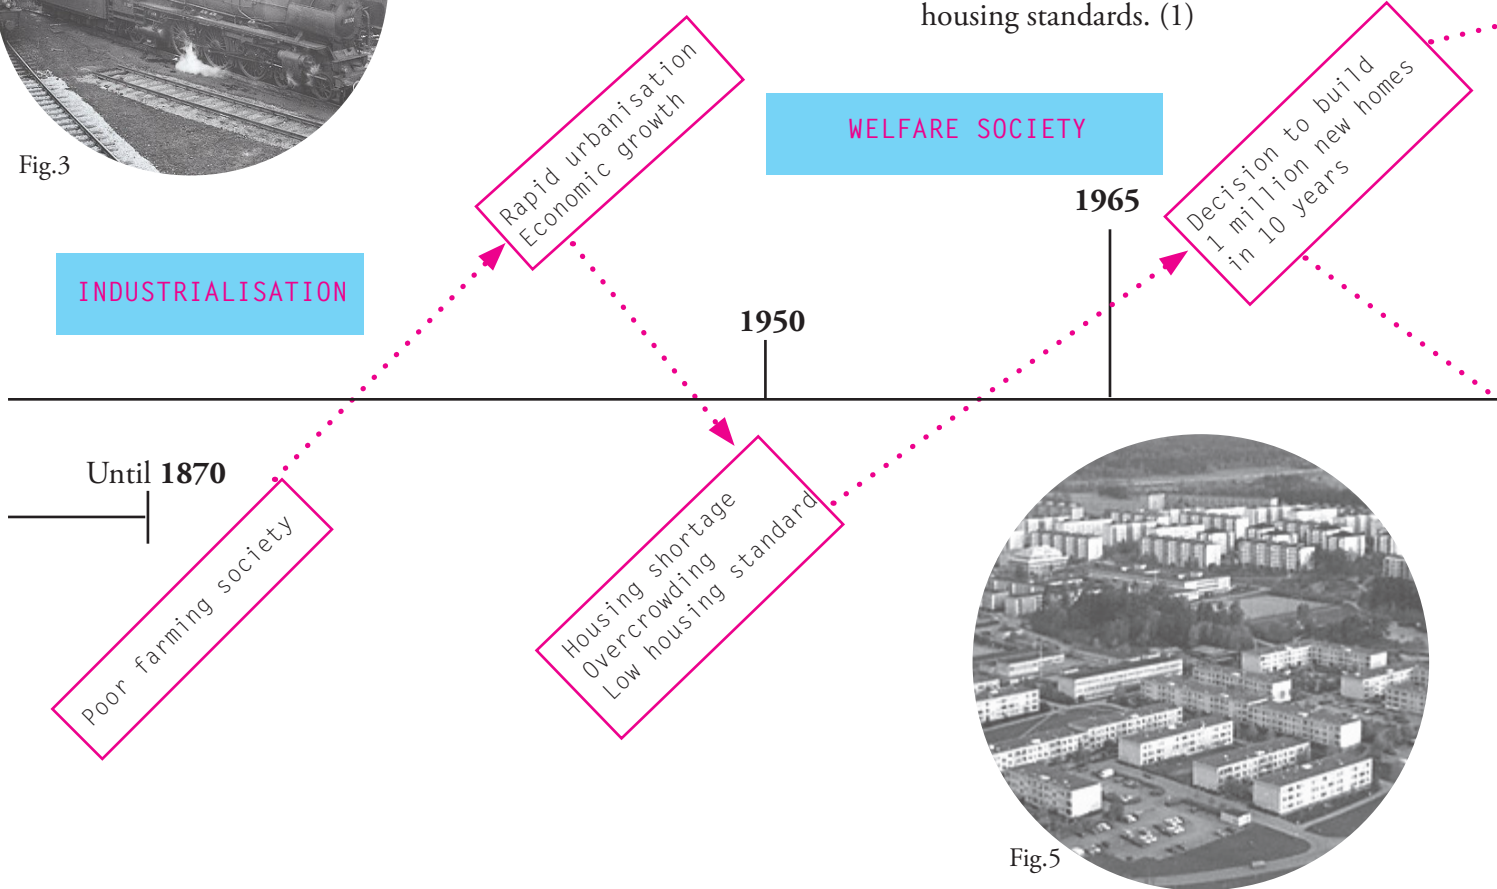 housing standards. (1)
Fig.3
Rapid urbanisation
Economic growth
WELFARE SOCIETY
Decision to build
1 million new homes
in 10 years
1965
INDUSTRIALISATION
1950
Until 1870
Poor farming society
Housing shortage
Overcrowding
Low housing standard
Fig.5